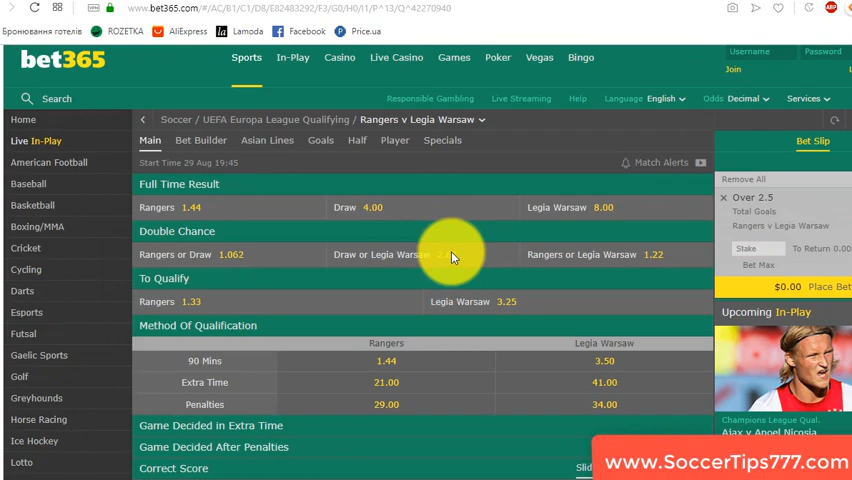 VPN www.bet365.com/#/AC/B1/C1/D8/E82483292/F3/G0/H0/I1/P^13/Q^42270940 ABP
Бронювання готелів ROZETKA AliExpress Lamoda Facebook Price.ua
bet365 Sports In-Play Casino Live Casino Games Poker Vegas Bingo Username Password
Join
Search Responsible Gambling Live Streaming Help Language English Odds Decimal Services
Home
Soccer / UEFA Europa League Qualifying / Rangers v Legia Warsaw
Live In-Play
Main Bet Builder Asian Lines Goals Half Player Specials
Bet Slip
American Football
Start Time 29 Aug 19:45 Match Alerts
Remove All
Baseball
Full Time Result
Over 2.5
Total Goals
Basketball
Rangers 1.44 Draw 4.00 Legia Warsaw 8.00
Rangers v Legia Warsaw
Boxing/MMA
Double Chance
Stake To Return 0.00
Cricket
Rangers or Draw 1.062 Draw or Legia Warsaw Rangers or Legia Warsaw 1.22
Bet Max
Cycling
To Qualify
$0.00 Place Bet
Darts
Rangers 1.33 Legia Warsaw 3.25
Esports
Upcoming In-Play
Futsal
Method Of Qualification
Gaelic Sports
Rangers Legia Warsaw
90 Mins 1.44 3.50
Golf
Extra Time 21.00 41.00
Greyhounds
Penalties 29.00 34.00
Horse Racing
Game Decided in Extra Time
Champions League Qual.
Ajax v Apoel Nicosia
Ice Hockey
Game Decided After Penalties
Lotto
Correct Score Slid
www.SoccerTips777.com